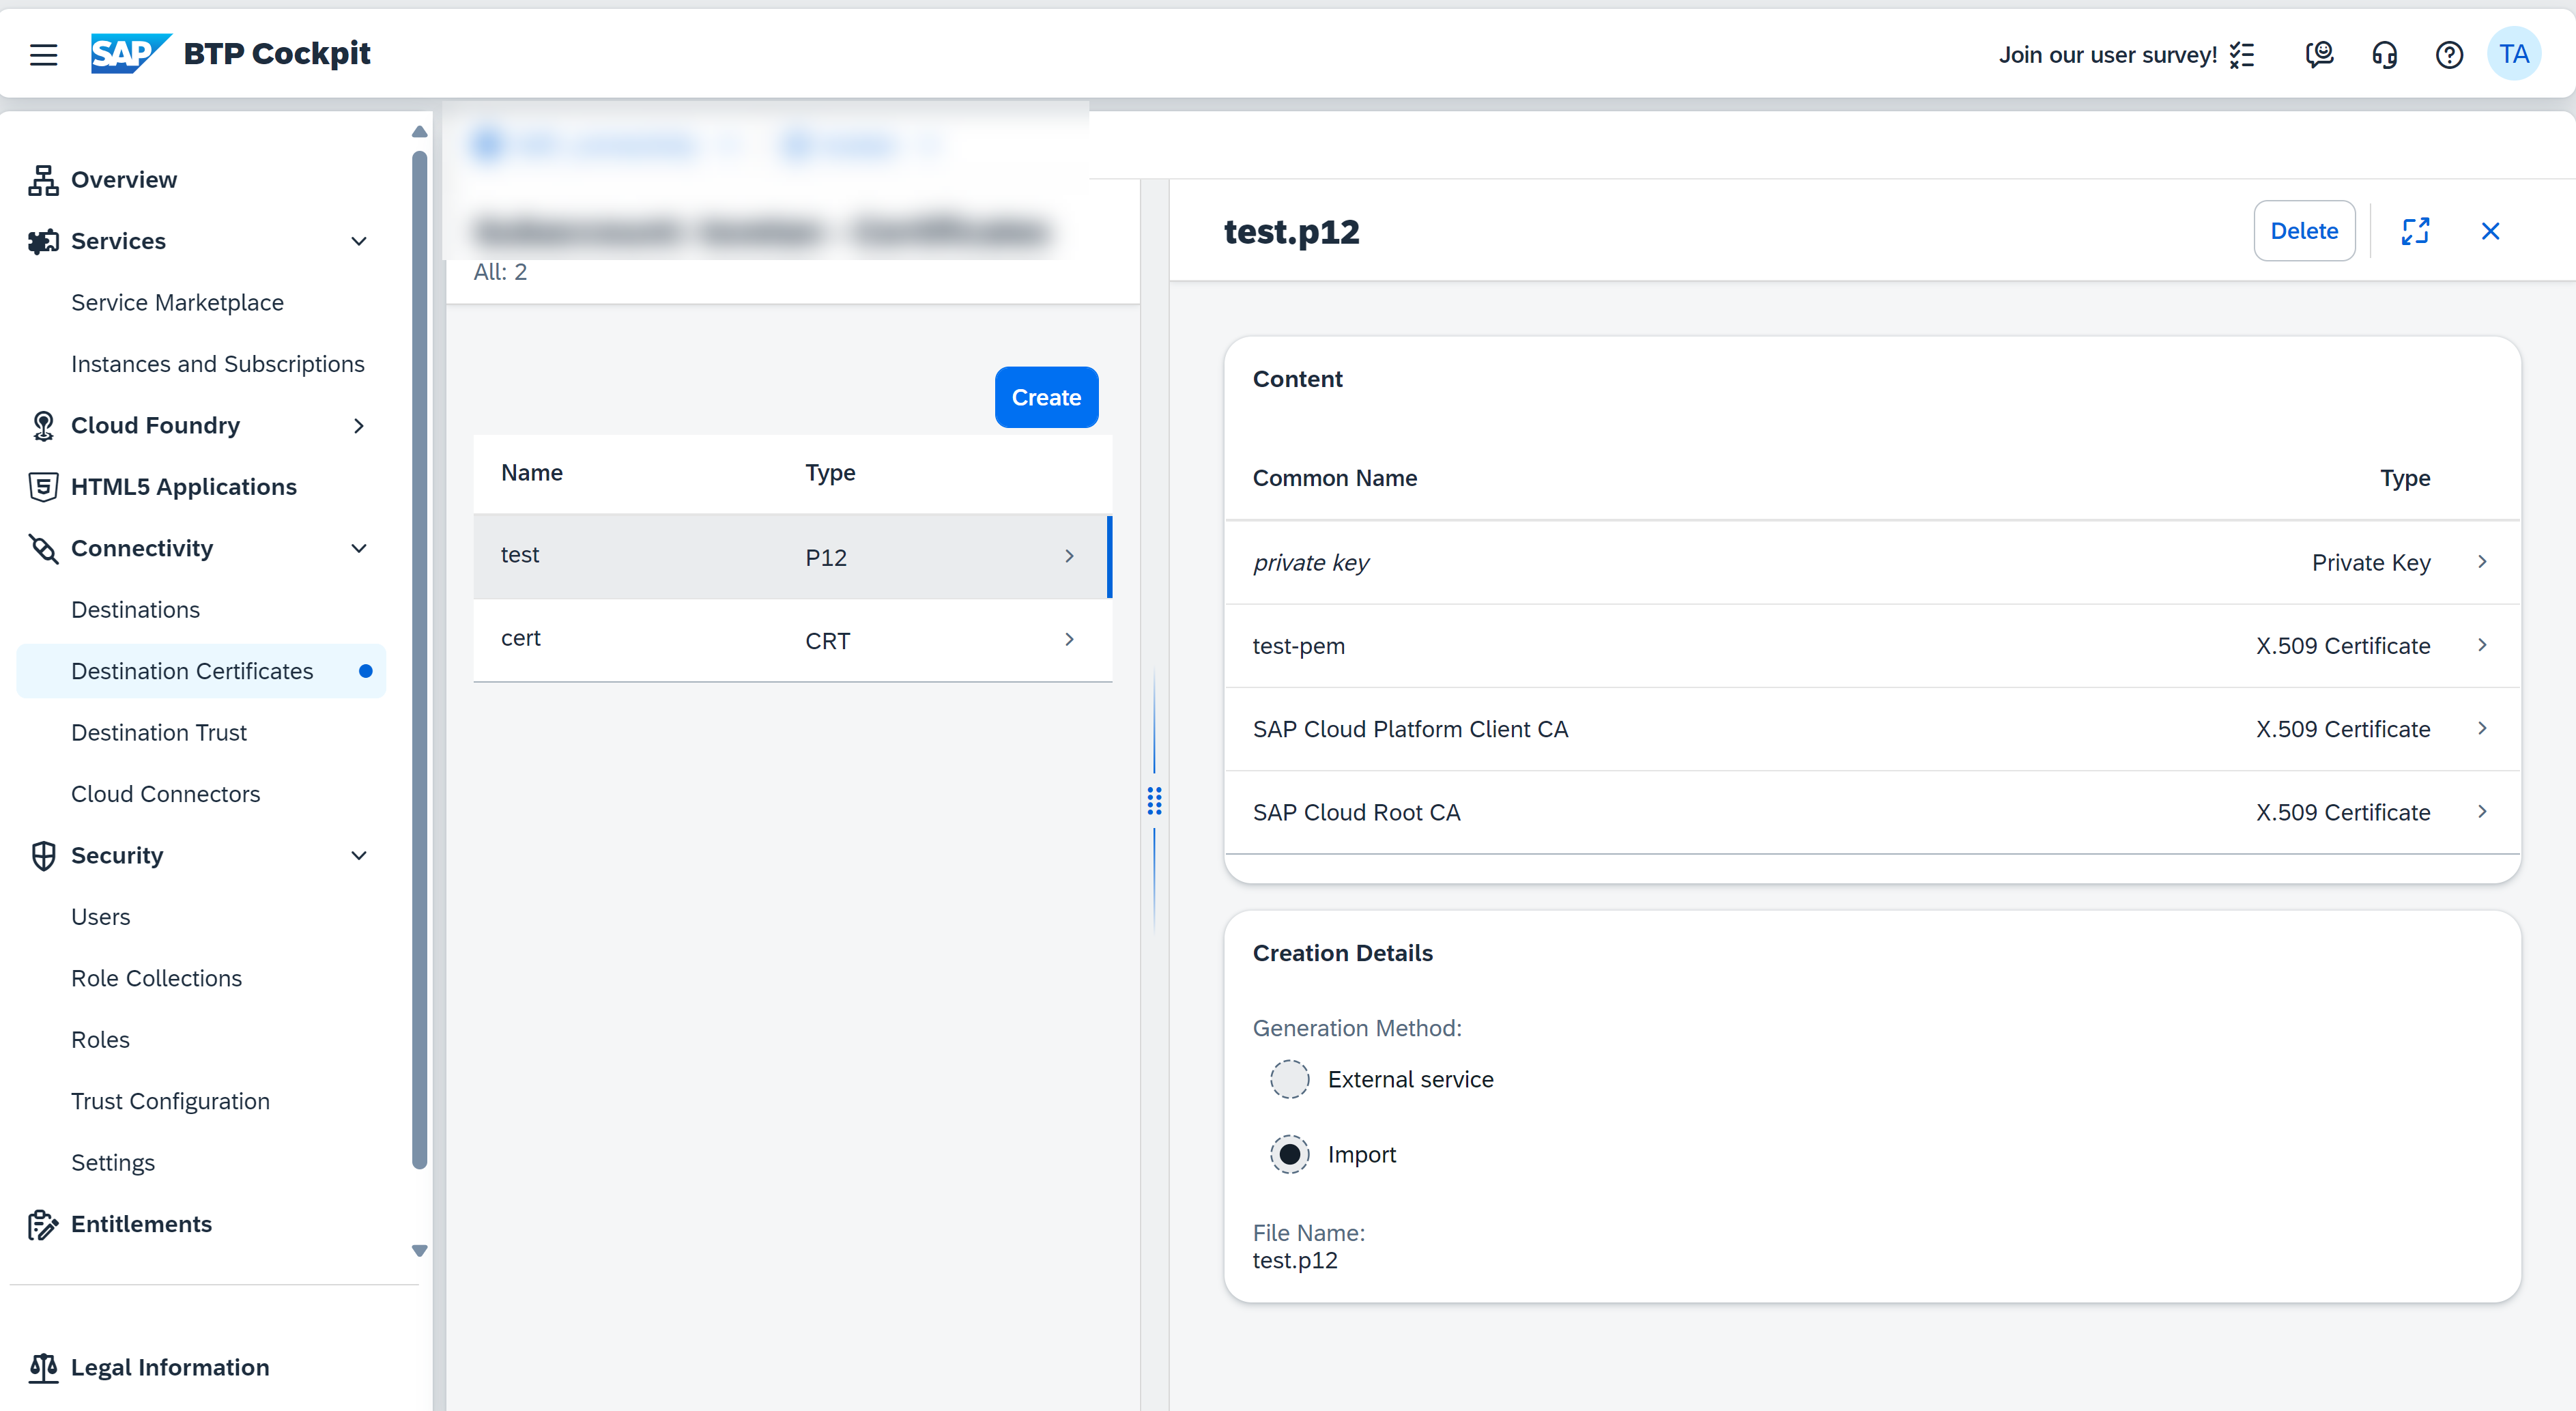 SAP BTP Cockpit
Join our user survey!
TA
Overview
Services
Service Marketplace
Instances and Subscriptions
Cloud Foundry
HTML5 Applications
Connectivity
Destinations
Destination Certificates
Destination Trust
Cloud Connectors
Security
Users
Role Collections
Roles
Trust Configuration
Settings
Entitlements
Legal Information
All: 2
Create
Name Type
test P12
cert CRT
test.p12
Delete
Content
Common Name Type
private key Private Key
test-pem X.509 Certificate
SAP Cloud Platform Client CA X.509 Certificate
SAP Cloud Root CA X.509 Certificate
Creation Details
Generation Method:
External service
Import
File Name:
test.p12